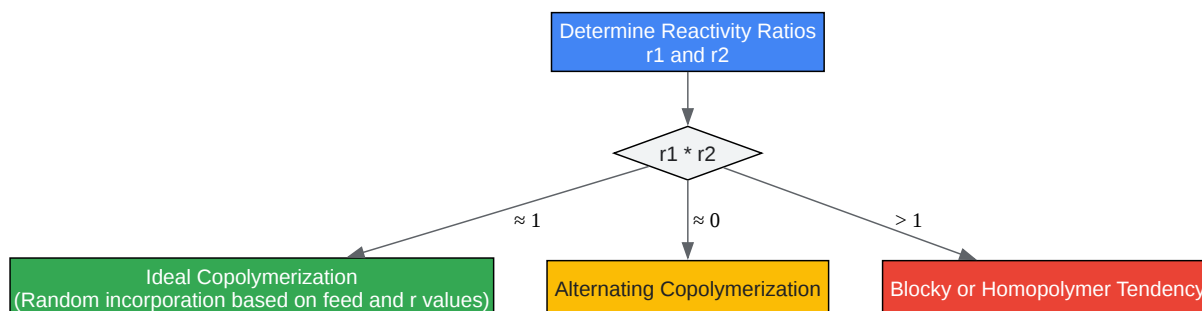 Determine Reactivity Ratios
r1 and r2
r1 * r2
≈ 1
≈ 0
> 1
Ideal Copolymerization
(Random incorporation based on feed and r values)
Alternating Copolymerization
Blocky or Homopolymer Tendency